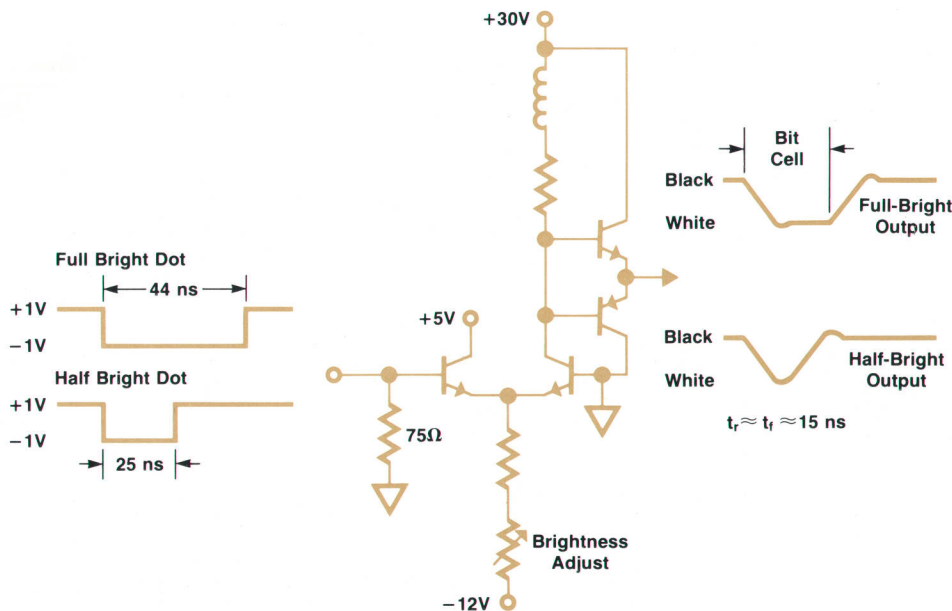 +30V
Bit
Cell
Black
White
Full-Bright
Output
Full Bright Dot
44 ns
+1V
−1V
Half Bright Dot
+1V
−1V
25 ns
+5V
75Ω
Black
White
Half-Bright
Output
tr ≈ tf ≈ 15 ns
Brightness
Adjust
−12V